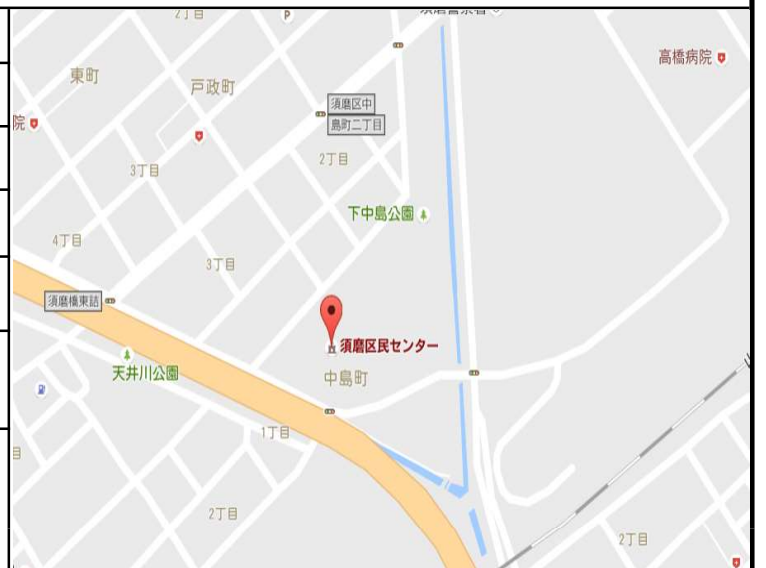 2丁目
P
東町
戸政町
高橋病院
院
須磨区中
島町二丁目
3丁目
2丁目
下中島公園
4丁目
3丁目
須磨橋東詰
須磨区民センター
天井川公園
中島町
1丁目
目
2丁目
2丁目